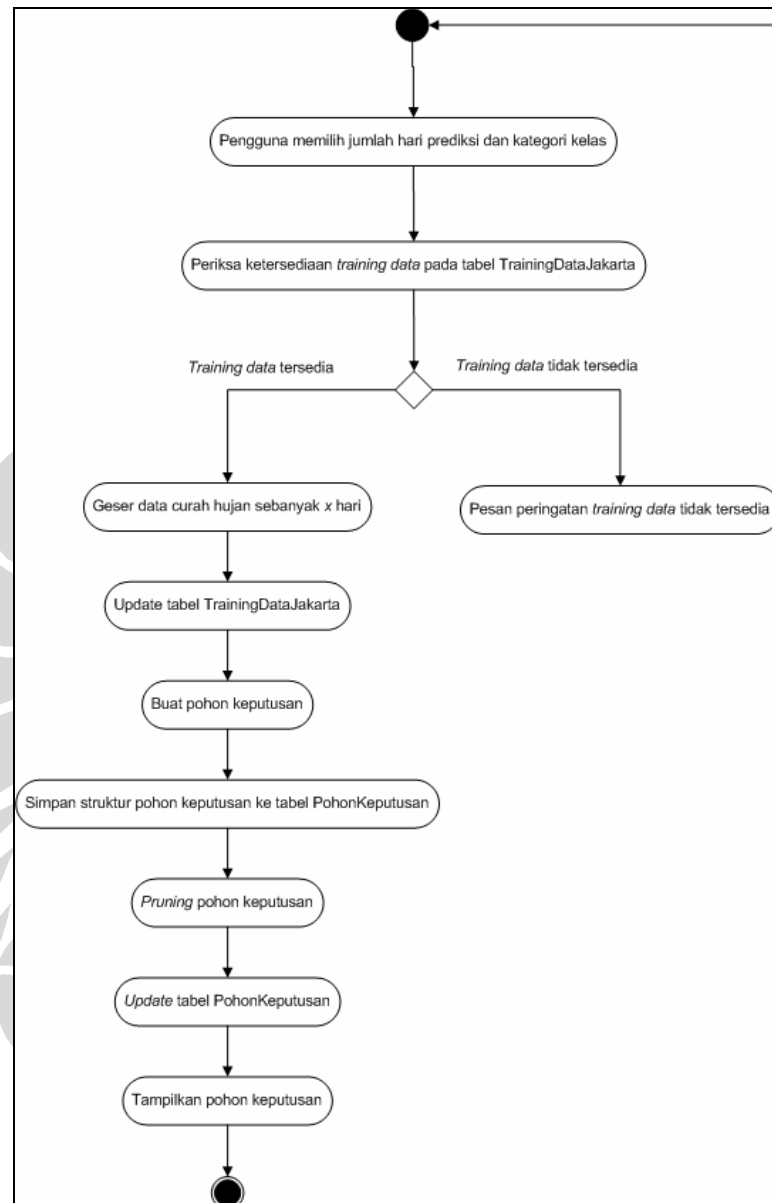 Pengguna memilih jumlah hari prediksi dan kategori kelas
Periksa ketersediaan training data pada tabel TrainingDataJakarta
Training data tersedia
Training data tidak tersedia
Geser data curah hujan sebanyak x hari
Pesan peringatan training data tidak tersedia
Update tabel TrainingDataJakarta
Buat pohon keputusan
Simpan struktur pohon keputusan ke tabel PohonKeputusan
Pruning pohon keputusan
Update tabel PohonKeputusan
Tampilkan pohon keputusan